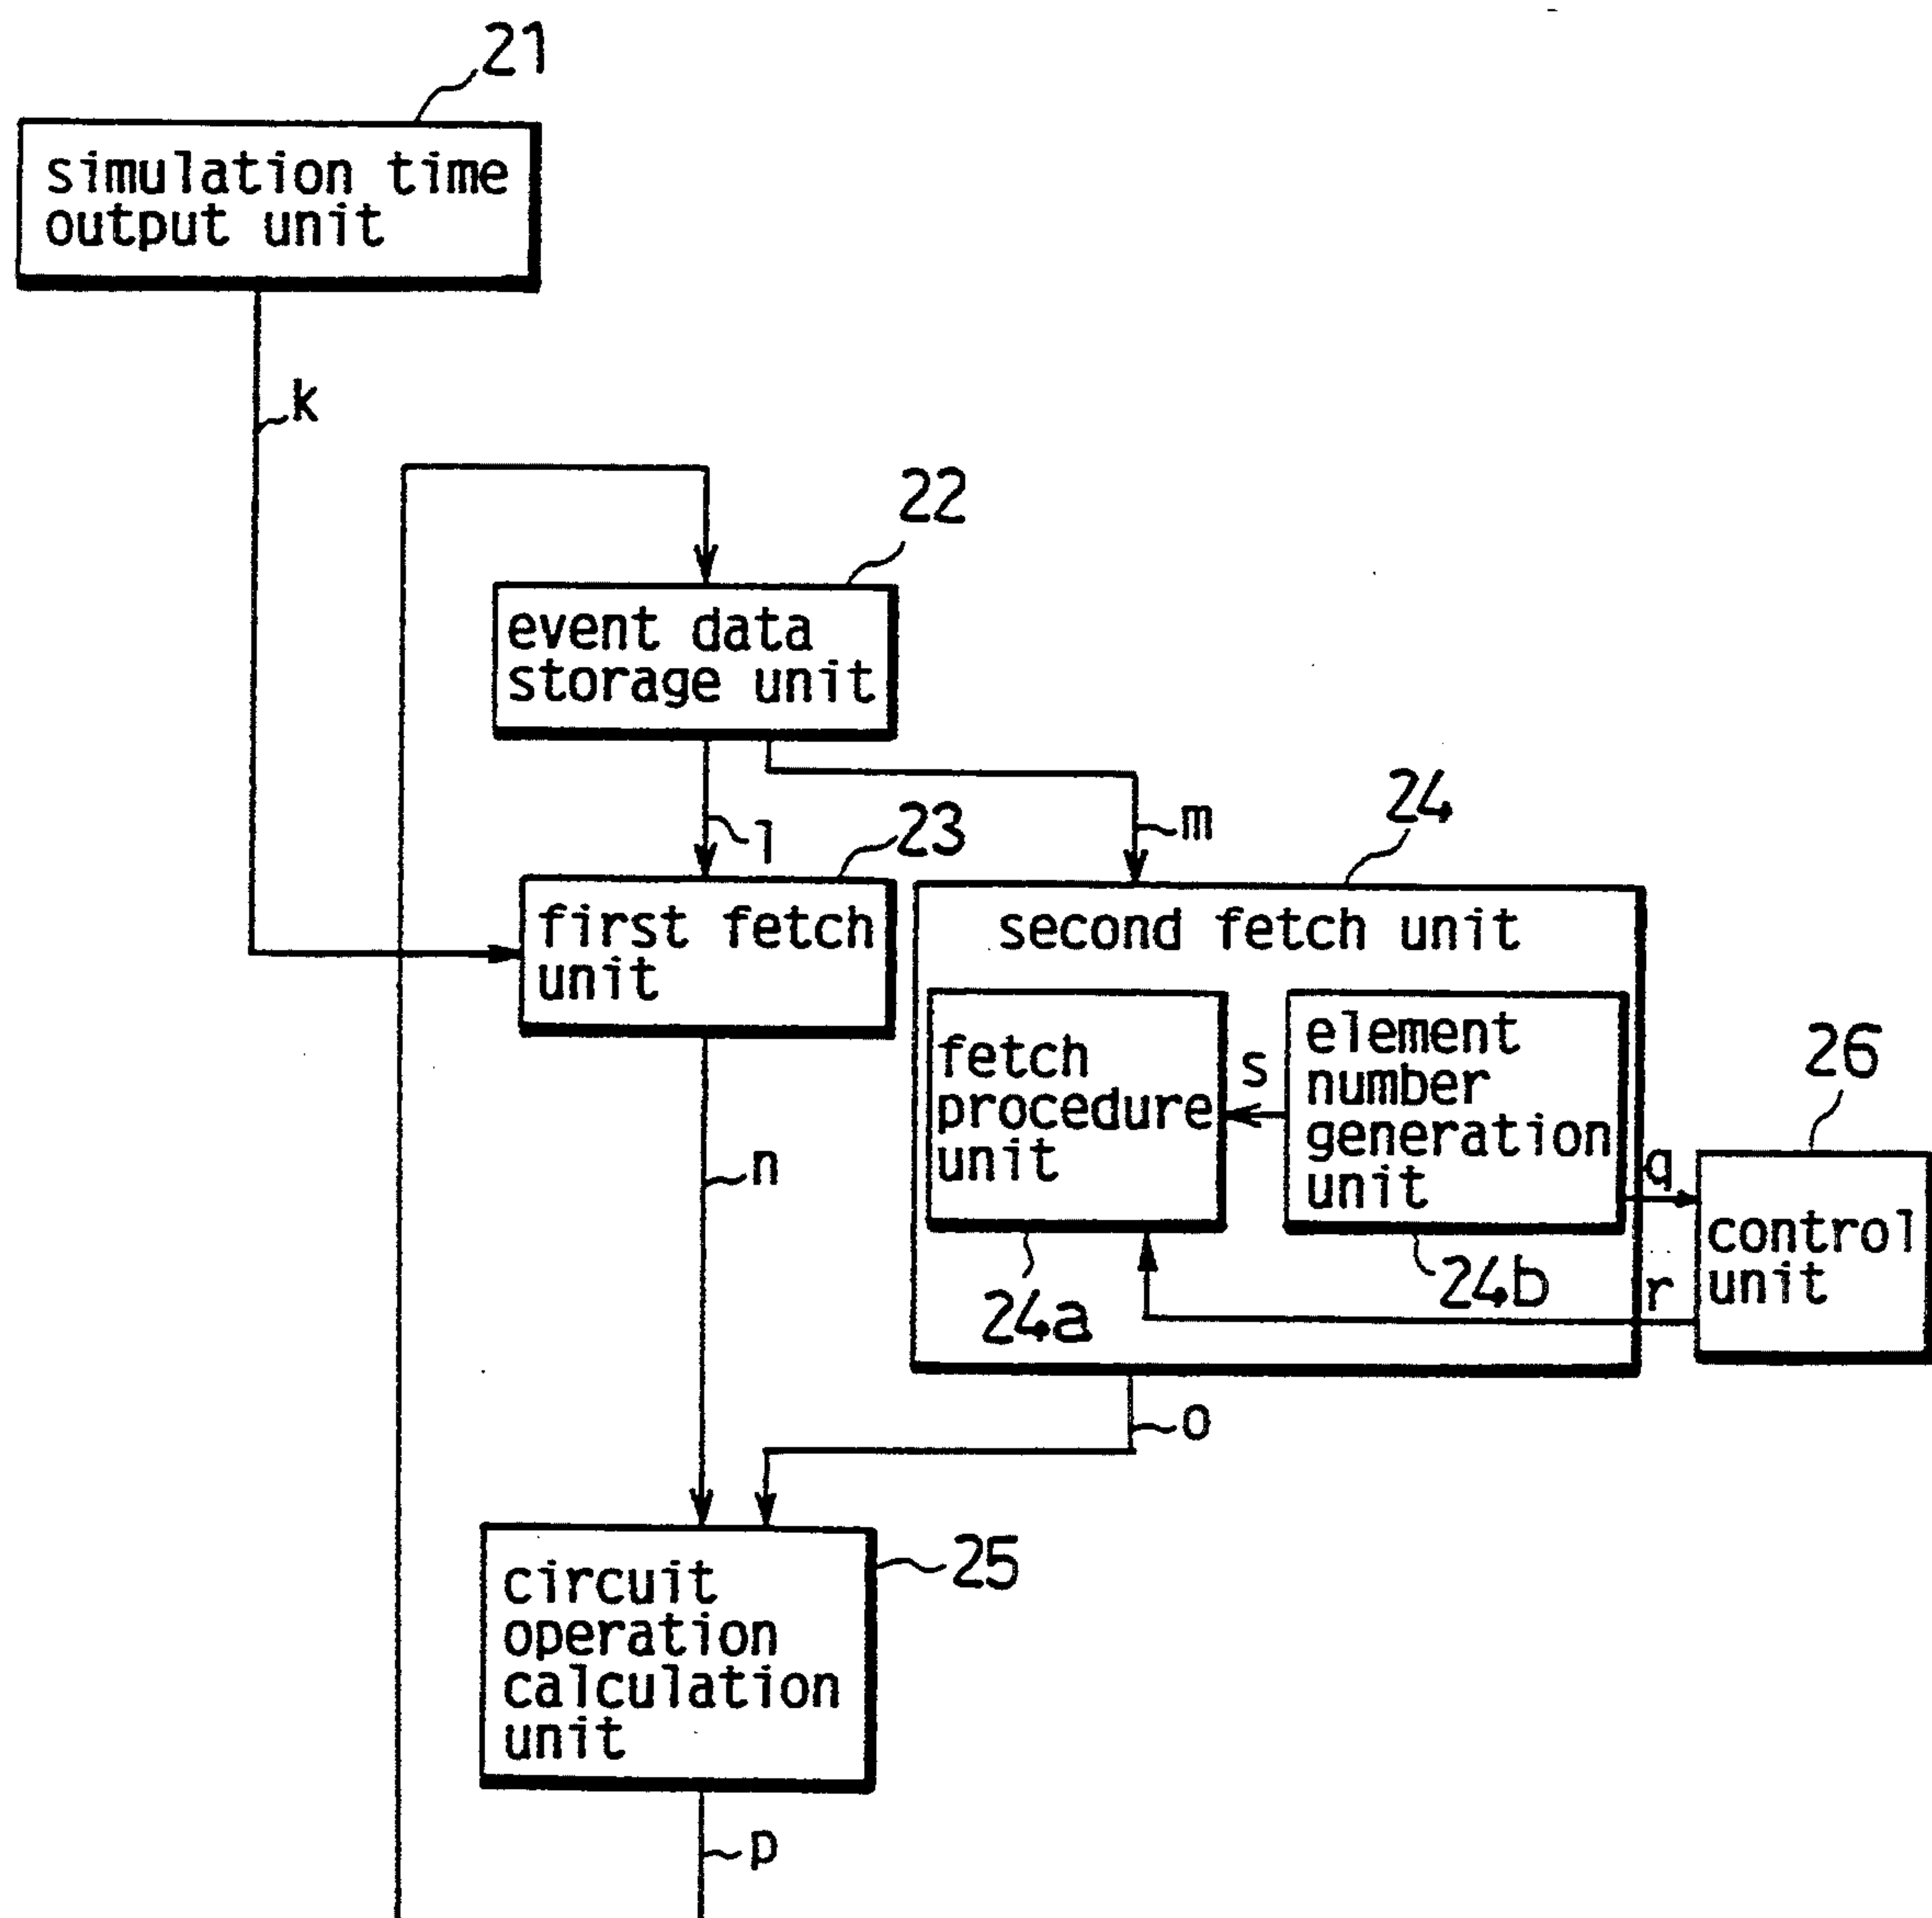 21
simulation time
output unit
k
22
event data
storage unit
l
m
23
24
first fetch
unit
second fetch unit
fetch
procedure
unit
s
element
number
generation
unit
26
q
control
unit
r
24a
24b
n
o
25
circuit
operation
calculation
unit
p